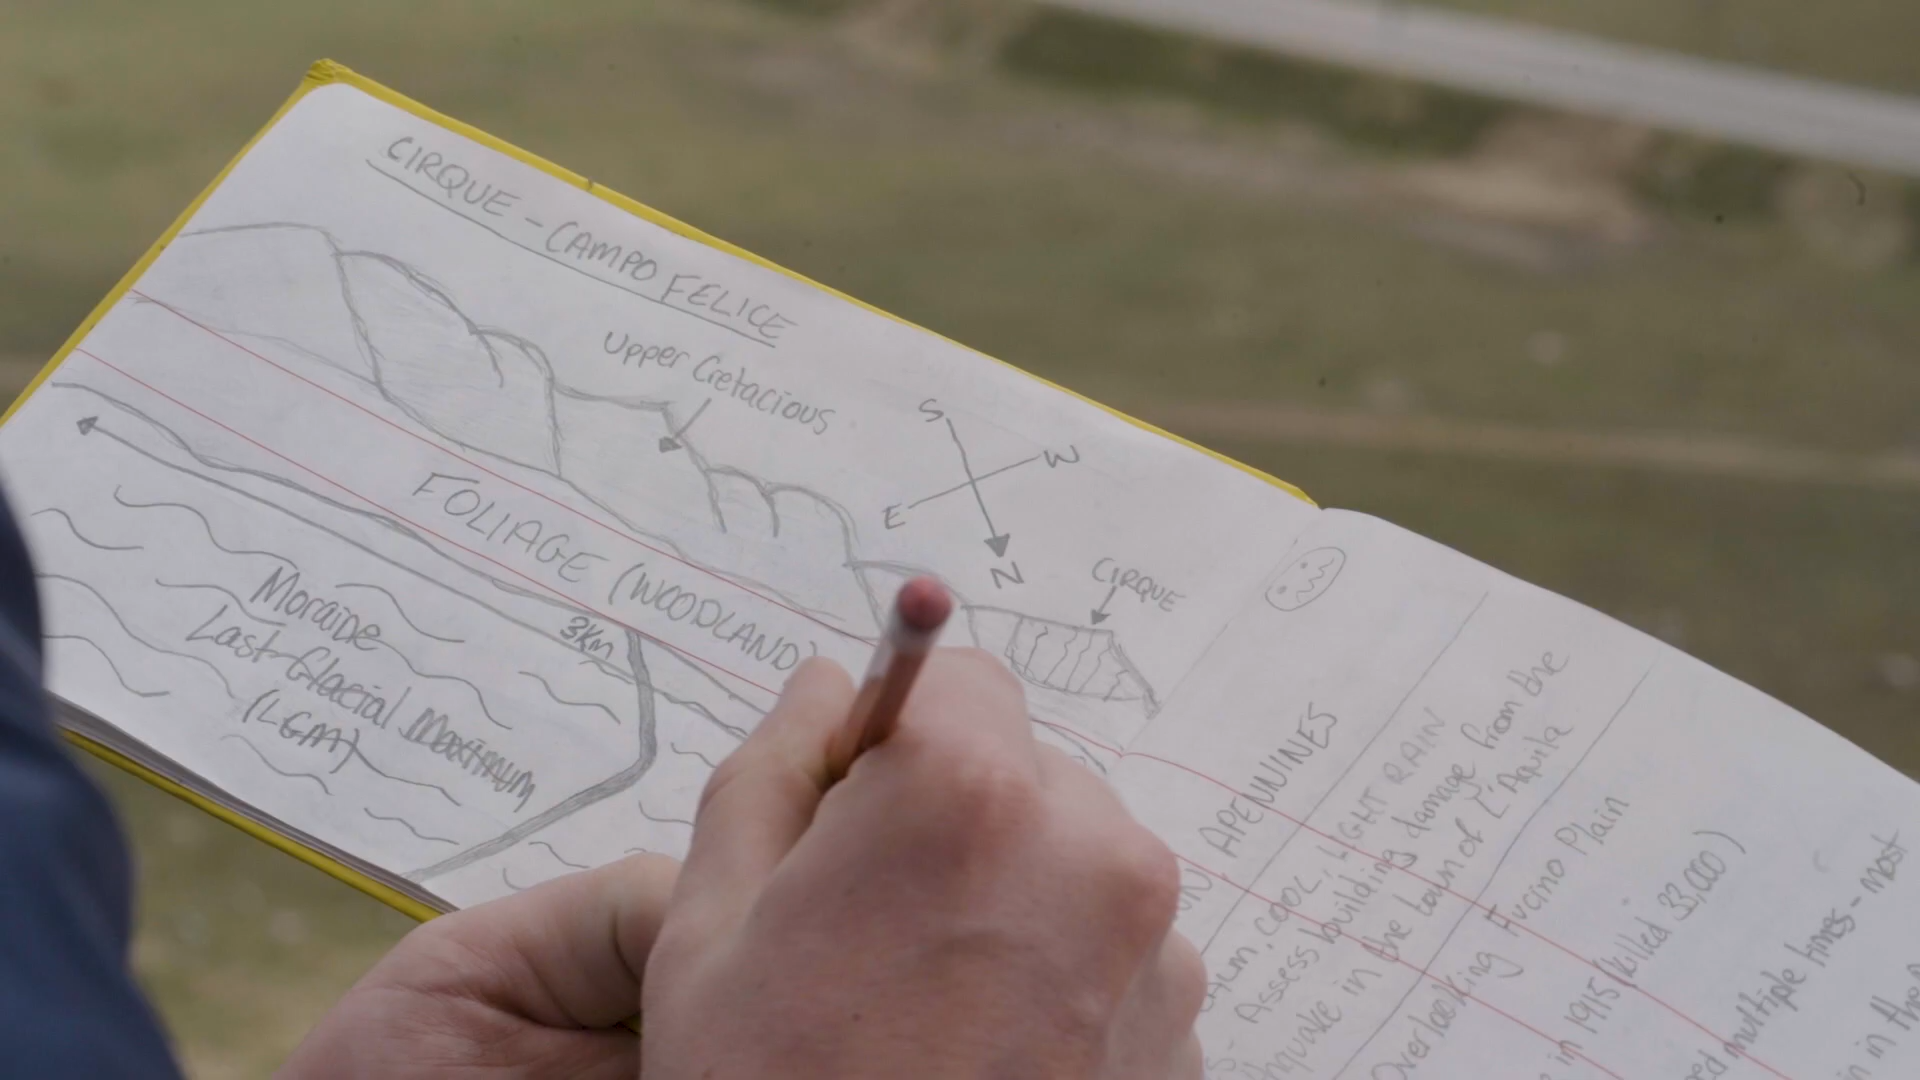 CIRQUE - CAMPO FELICE
Upper Cretacious
S
W
E
N
CIRQUE
FOLIAGE (WOODLAND)
3Km
Moraine
Last Glacial Maximum
(LGM)
APENNINES
CALM, COOL, LIGHT RAIN
- Assess building damage from the
in the town of L'Aquila
Overlooking Fucino Plain
in 1915 (killed 33,000)
multiple times - most
in the